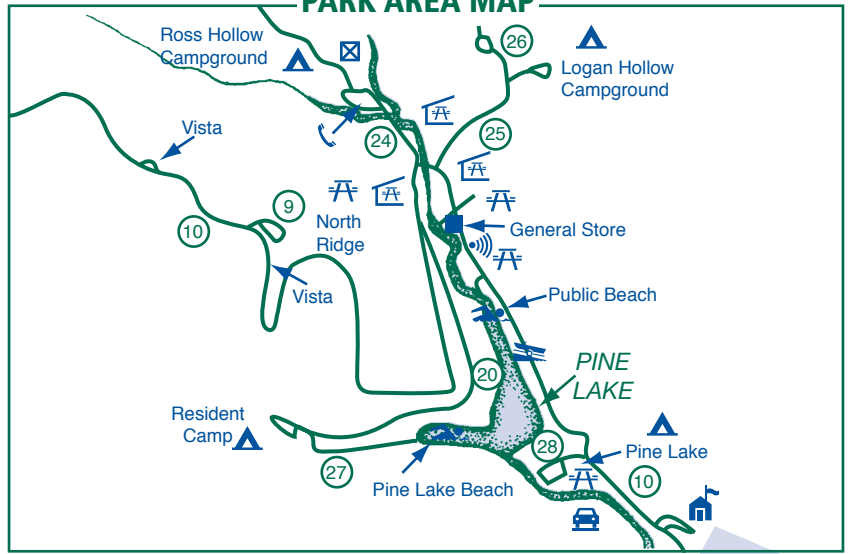 PARK AREA MAP
Ross Hollow
Campground
26
Logan Hollow
Campground
Vista
24
25
9
10
North
Ridge
General Store
Vista
Public Beach
20
PINE
LAKE
Resident
Camp
28
Pine Lake
27
10
Pine Lake Beach